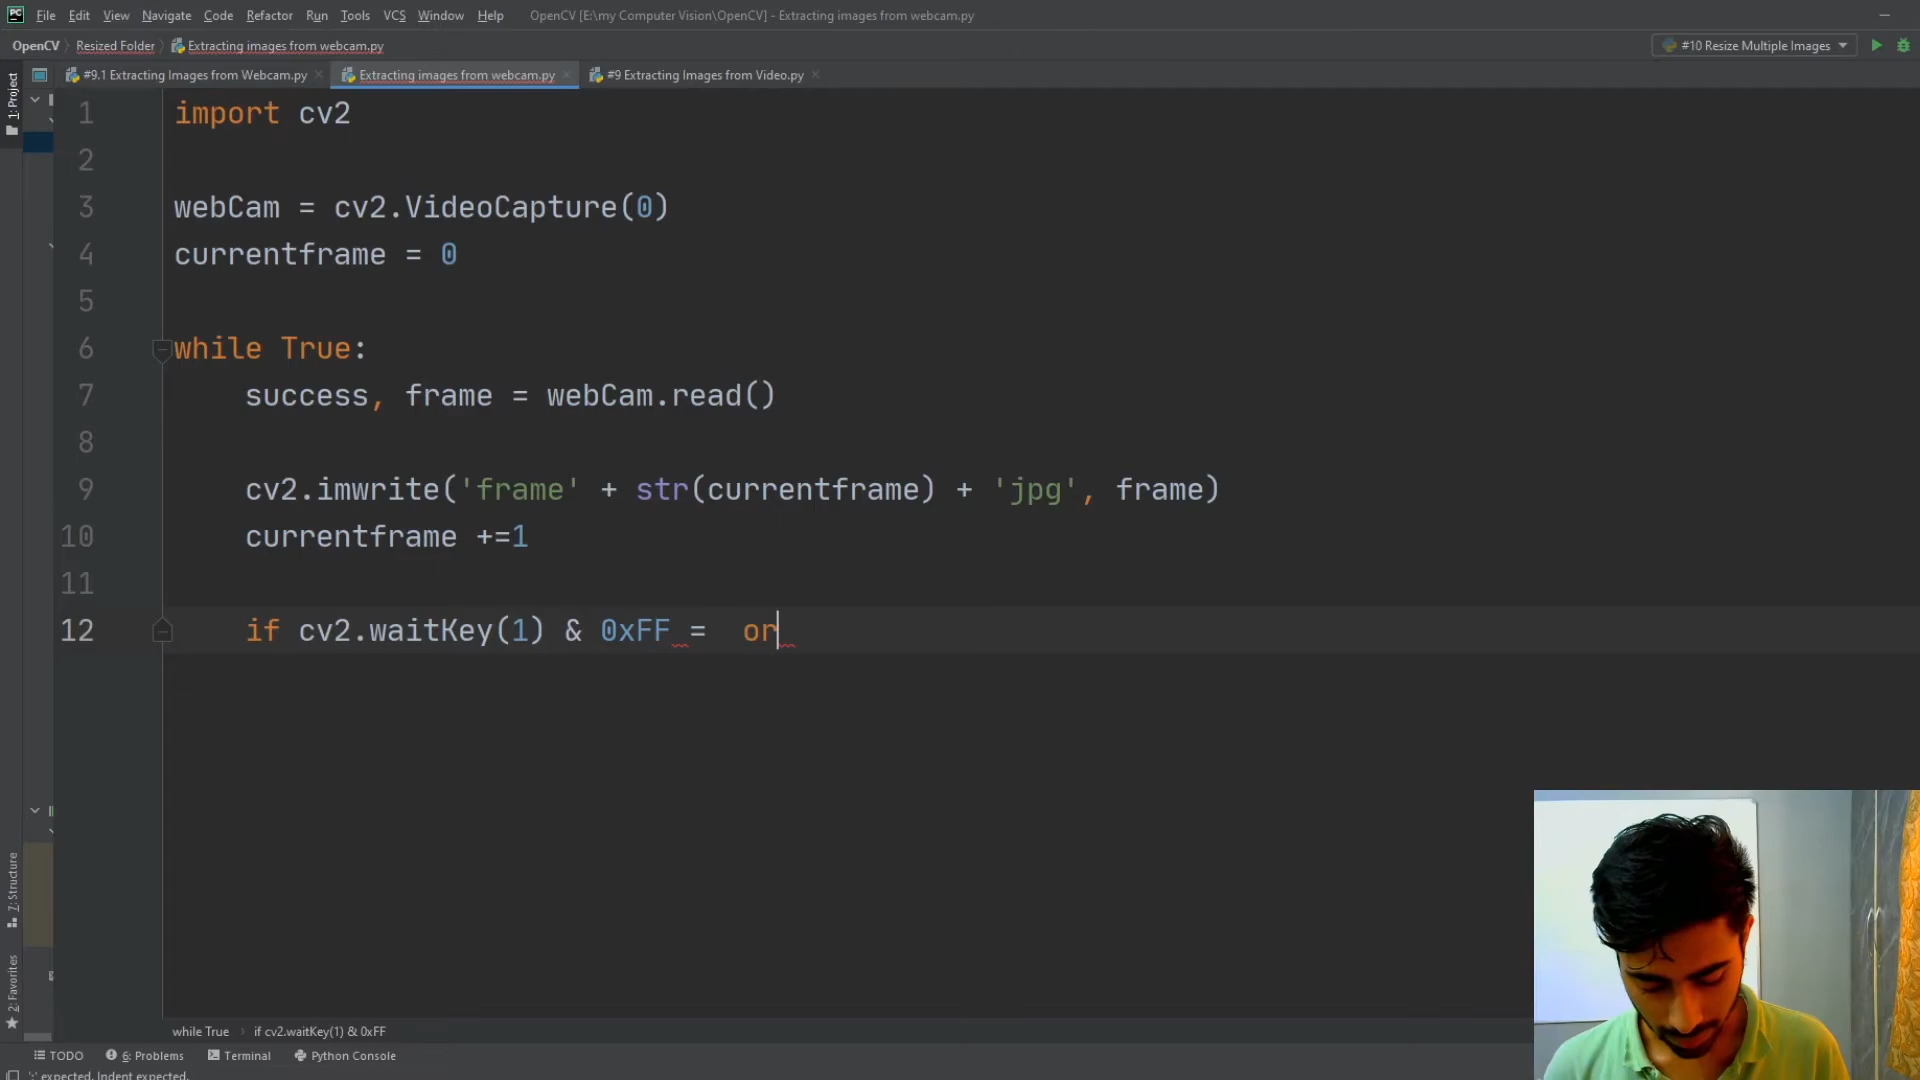 PC File Edit View Navigate Code Refactor Run Tools VCS Window Help OpenCV [E:\my Computer Vision\OpenCV] - Extracting images from webcam.py
OpenCV Resized Folder Extracting images from webcam.py #10 Resize Multiple Images
#9.1 Extracting Images from Webcam.py Extracting images from webcam.py #9 Extracting Images from Video.py
1: Project
1 import cv2
2
3 webCam = cv2.VideoCapture(0)
4 currentframe = 0
5
6 while True:
7 success, frame = webCam.read()
8
9 cv2.imwrite('frame' + str(currentframe) + 'jpg', frame)
10 currentframe +=1
11
12 if cv2.waitKey(1) & 0xFF =  or
7: Structure
2: Favorites
while True if cv2.waitKey(1) & 0xFF
TODO 6: Problems Terminal Python Console
':' expected. Indent expected.